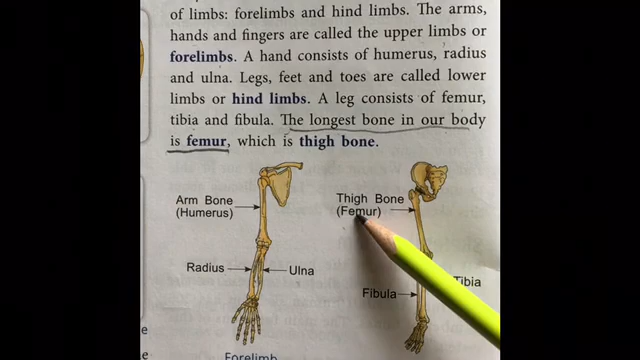 of limbs: forelimbs and hind limbs. The arms,
hands and fingers are called the upper limbs or
forelimbs. A hand consists of humerus, radius
and ulna. Legs, feet and toes are called lower
limbs or hind limbs. A leg consists of femur,
tibia and fibula. The longest bone in our body
is femur, which is thigh bone.
Arm Bone
(Humerus)
Thigh Bone
(Femur)
Radius
Ulna
Tibia
Fibula
Forelimb